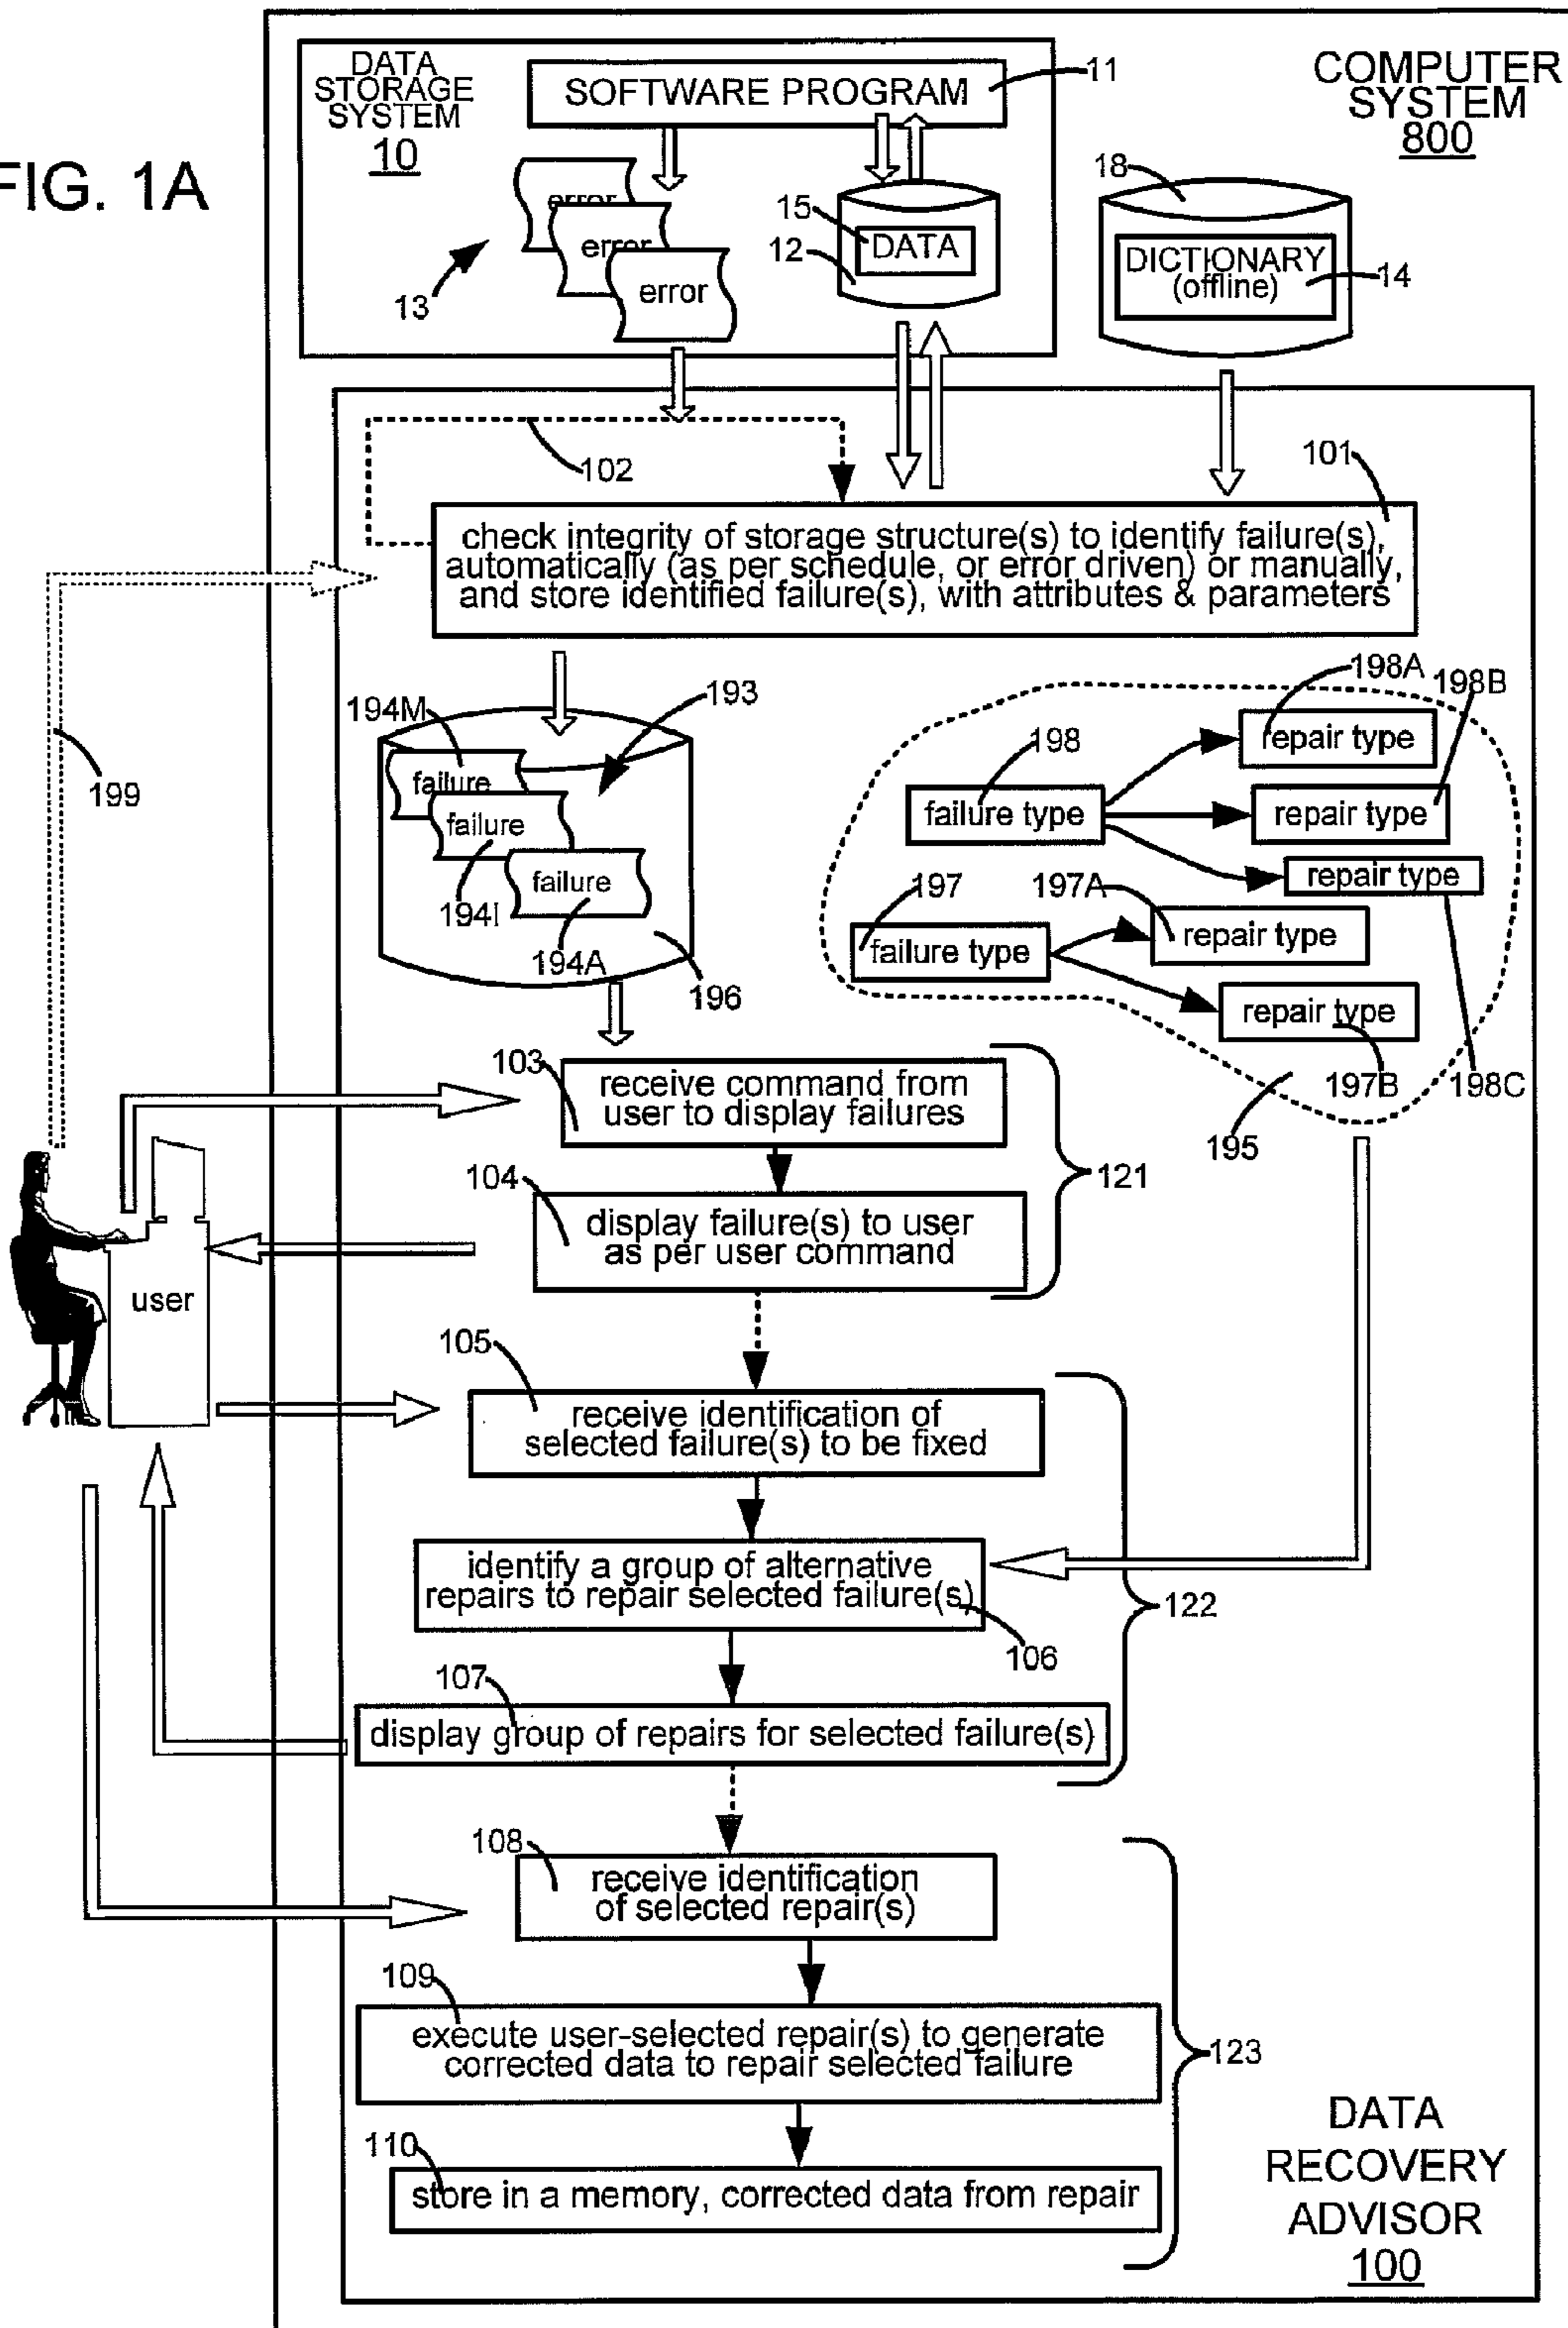 FIG. 1A
COMPUTER
SYSTEM
800
DATA
STORAGE
SYSTEM
10
SOFTWARE PROGRAM
11
error
error
error
13
15
12
DATA
18
DICTIONARY
(offline)
14
102
101
check integrity of storage structure(s) to identify failure(s),
automatically (as per schedule, or error driven) or manually,
and store identified failure(s), with attributes & parameters
199
194M
193
failure
failure
failure
194I
194A
196
198A
198B
198
repair type
failure type
repair type
repair type
197
197A
failure type
repair type
repair type
197B
198C
195
103
receive command from
user to display failures
121
104
display failure(s) to user
as per user command
user
105
receive identification of
selected failure(s) to be fixed
identify a group of alternative
repairs to repair selected failure(s)
106
122
107
display group of repairs for selected failure(s)
108
receive identification
of selected repair(s)
109
execute user-selected repair(s) to generate
corrected data to repair selected failure
123
110
store in a memory, corrected data from repair
DATA
RECOVERY
ADVISOR
100